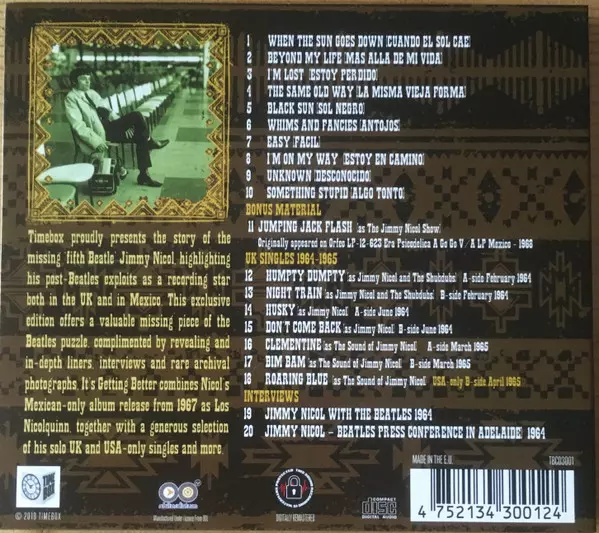 1 WHEN THE SUN GOES DOWN [CUANDO EL SOL CAE]
2 BEYOND MY LIFE [MAS ALLA DE MI VIDA]
3 I'M LOST [ESTOY PERDIDO]
4 THE SAME OLD WAY [LA MISMA VIEJA FORMA]
5 BLACK SUN [SOL NEGRO]
6 WHIMS AND FANCIES [ANTOJOS]
7 EASY [FACIL]
8 I'M ON MY WAY [ESTOY EN CAMINO]
9 UNKNOWN [DESCONOCIDO]
10 SOMETHING STUPID [ALGO TONTO]
BONUS MATERIAL
11 JUMPING JACK FLASH [as The Jimmy Nicol Show]
Originally appeared on Orfeo LP-12-623 Era Psicodelica A Go Go V / A LP Mexico - 1968
UK SINGLES 1964-1965
12 HUMPTY DUMPTY [as Jimmy Nicol and The Shubdubs] A-side February 1964
13 NIGHT TRAIN [as Jimmy Nicol and The Shubdubs] B-side February 1964
14 HUSKY [as Jimmy Nicol] A-side June 1964
15 DON'T COME BACK [as Jimmy Nicol] B-side June 1964
16 CLEMENTINE [as The Sound of Jimmy Nicol] A-side March 1965
17 BIM BAM [as The Sound of Jimmy Nicol] B-side March 1965
18 ROARING BLUE [as The Sound of Jimmy Nicol] USA-only B-side April 1965
INTERVIEWS
19 JIMMY NICOL WITH THE BEATLES 1964
20 JIMMY NICOL – BEATLES PRESS CONFERENCE IN ADELAIDE] 1964
Timebox proudly presents the story of the
missing fifth Beatle Jimmy Nicol, highlighting
his post-Beatles exploits as a recording star
both in the UK and in Mexico. This exclusive
edition offers a valuable missing piece of the
Beatles puzzle, complimented by revealing and
in-depth liners, interviews and rare archival
photographs. It's Getting Better combines Nicol's
Mexican-only album release from 1967 as Los
Nicolquinn, together with a generous selection
of his solo UK and USA-only singles and more.
© 2018 TIMEBOX
DIGITALLY REMASTERED
COMPACT
disc
DIGITAL AUDIO
MADE IN THE E.U.
TBCD3001
4 752134 300124